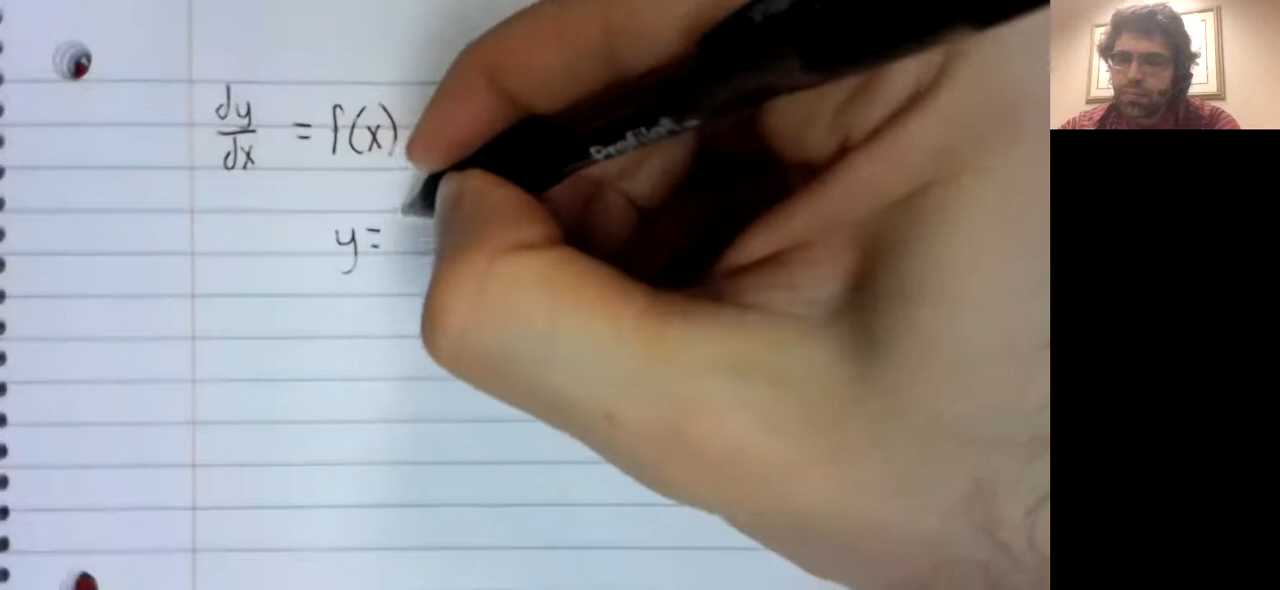 dy/dx = f(x)
y=